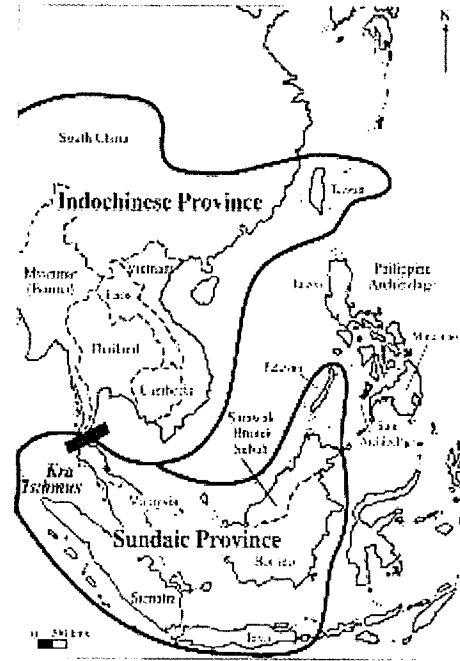 N
South China
Taiwan
Indochinese Province
Myanmar
(Burma)
Vietnam
Laos
Luzon
Philippine
Archipelago
Thailand
Cambodia
Palawan
Kra
Isthmus
Sarawak
Brunei
Sabah
Malaysia
Sundaic Province
Borneo
Sumatra
Java